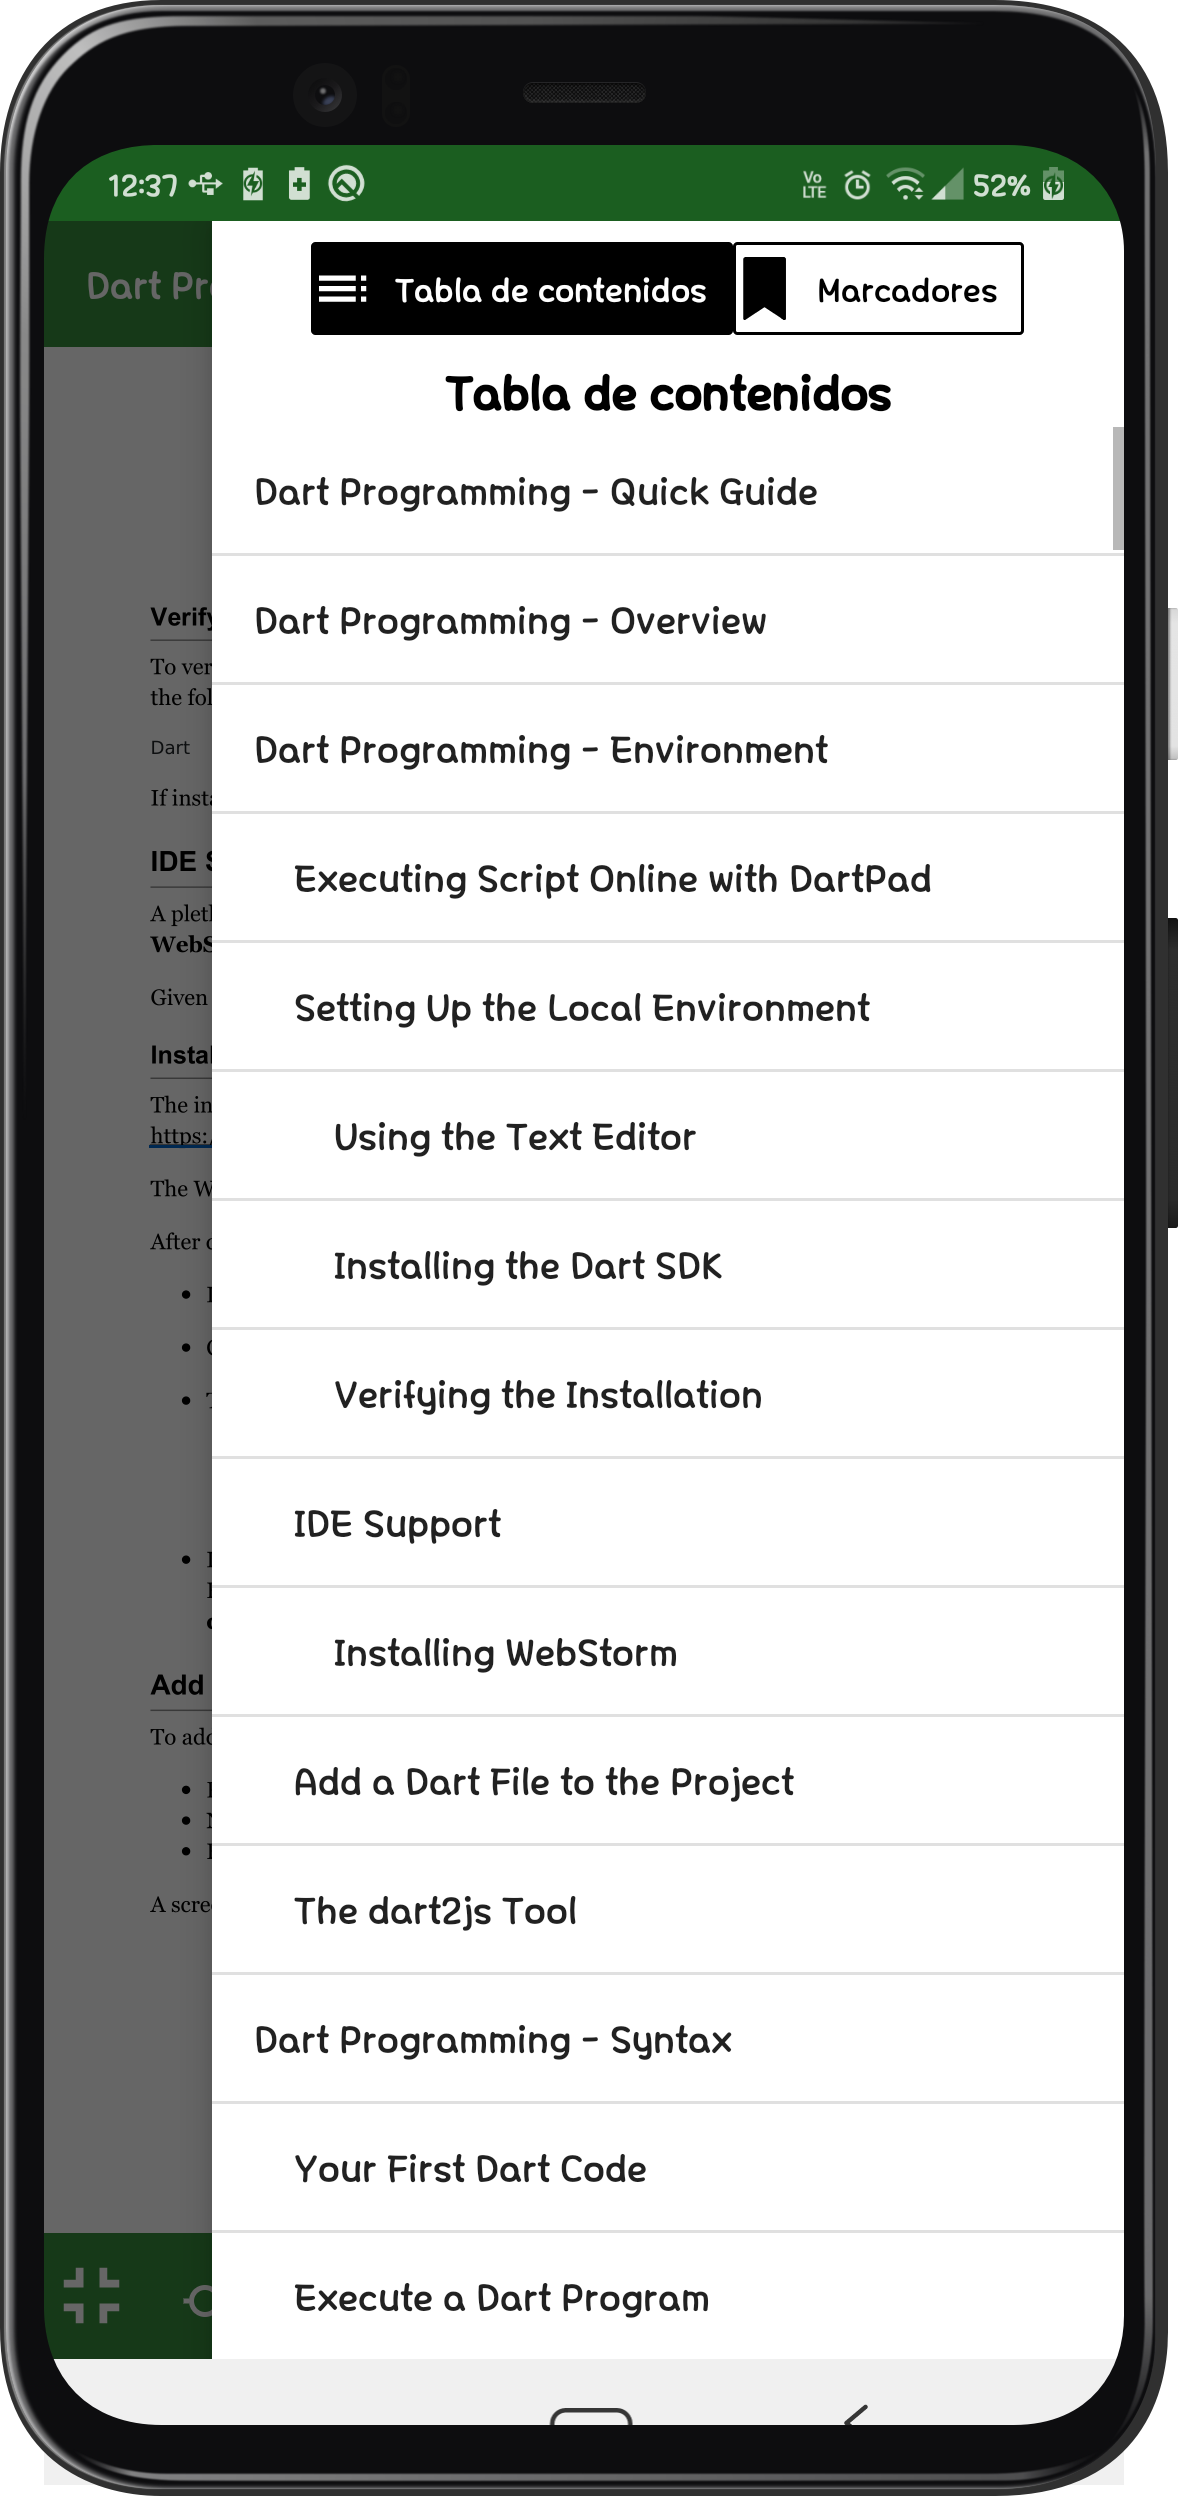 12:37
Vo
LTE
52%
Dart Pr
Tabla de contenidos
Marcadores
Tabla de contenidos
Dart Programming - Quick Guide
Dart Programming - Overview
Dart Programming - Environment
Executing Script Online with DartPad
Setting Up the Local Environment
Using the Text Editor
Installing the Dart SDK
Verifying the Installation
IDE Support
Installing WebStorm
Add a Dart File to the Project
The dart2js Tool
Dart Programming - Syntax
Your First Dart Code
Execute a Dart Program
Verify
To ver
the fol
Dart
If insta
IDE S
A pleth
WebS
Given
Instal
The in
https:/
The W
After
Add
To add
A scre